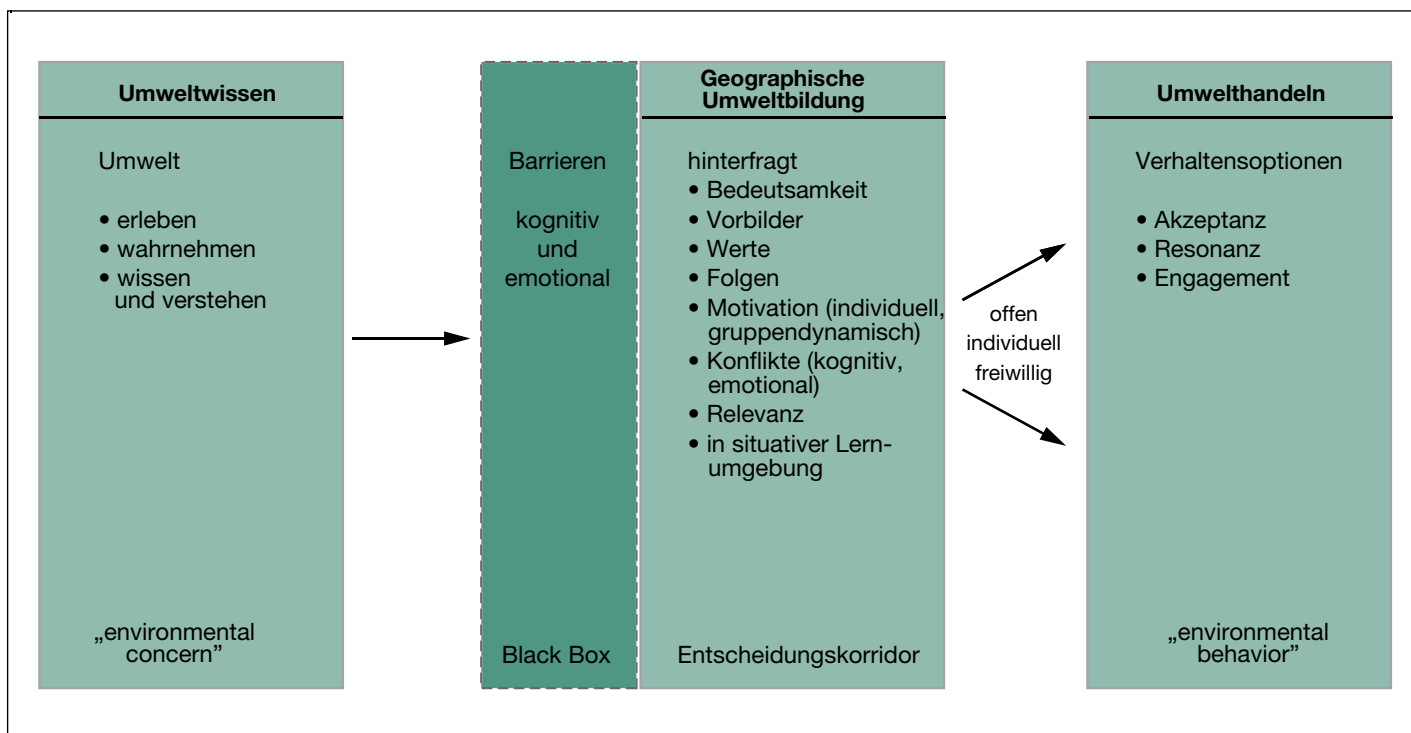 Umweltwissen
Umwelt
• erleben
• wahrnehmen
• wissen
und verstehen
„environmental
concern”
Barrieren
kognitiv
und
emotional
Black Box
Geographische
Umweltbildung
hinterfragt
• Bedeutsamkeit
• Vorbilder
• Werte
• Folgen
• Motivation (individuell,
gruppendynamisch)
• Konflikte (kognitiv,
emotional)
• Relevanz
• in situativer Lern-
umgebung
Entscheidungskorridor
offen
individuell
freiwillig
Umwelthandeln
Verhaltensoptionen
• Akzeptanz
• Resonanz
• Engagement
„environmental
behavior”